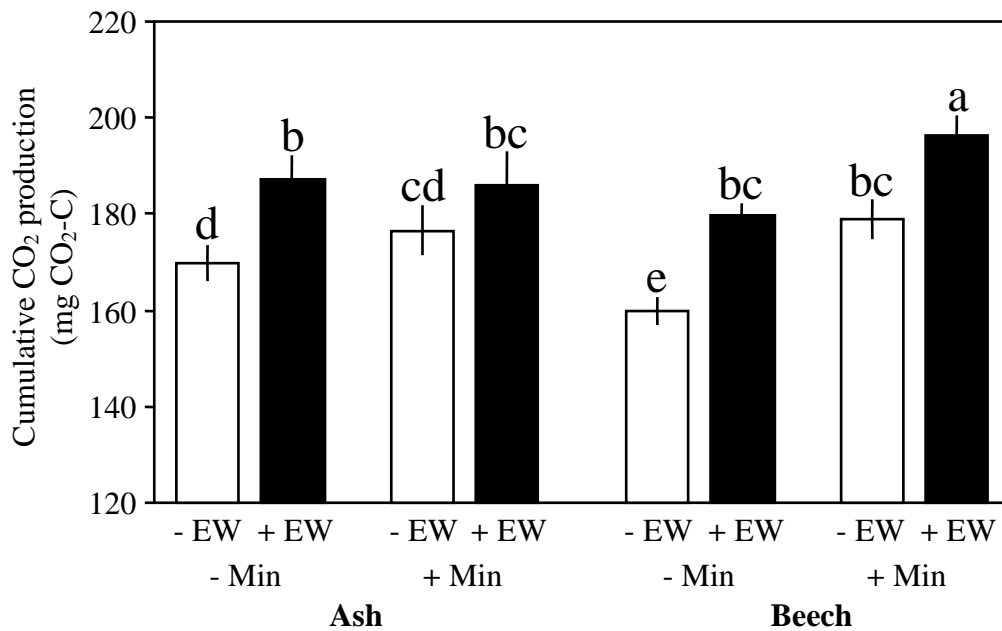 Cumulative CO₂ production
(mg CO₂-C)
220
200
180
160
140
120
d
b
cd
bc
e
bc
bc
a
- EW + EW - EW + EW - EW + EW - EW + EW
- Min + Min - Min + Min
Ash Beech